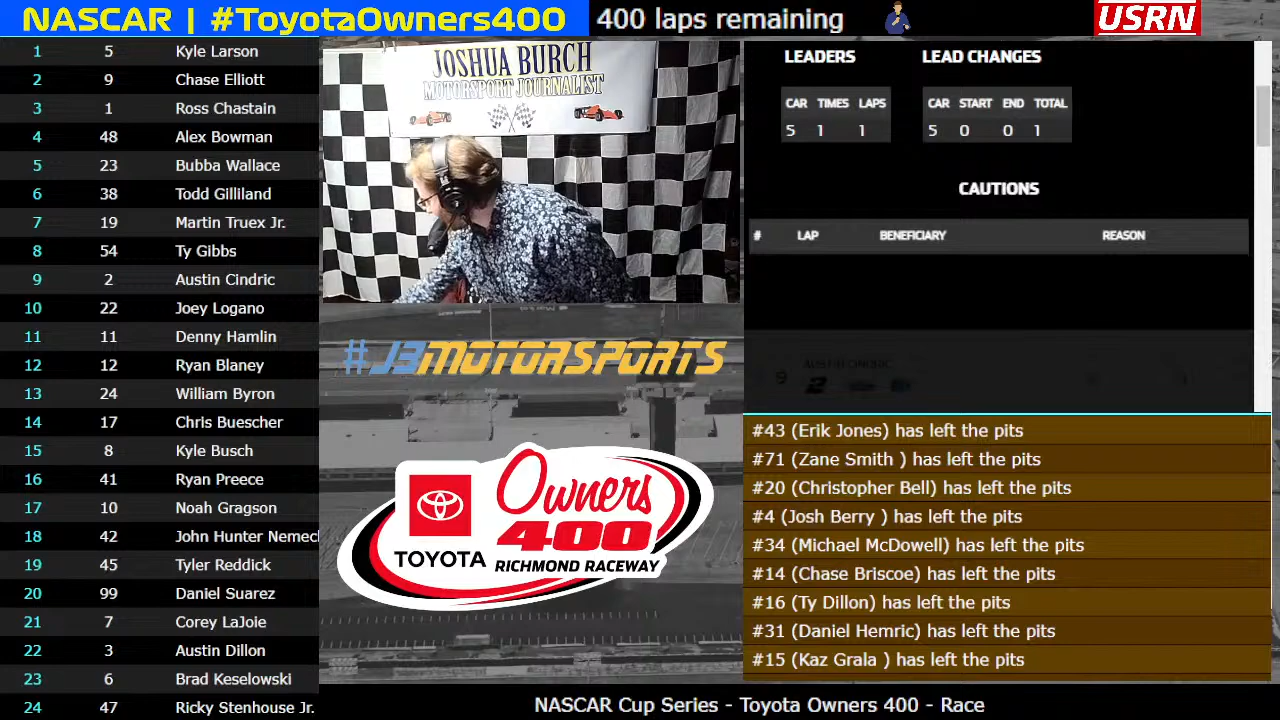 NASCAR | #ToyotaOwners400
400 laps remaining
USRN
1 5 Kyle Larson
2 9 Chase Elliott
3 1 Ross Chastain
4 48 Alex Bowman
5 23 Bubba Wallace
6 38 Todd Gilliland
7 19 Martin Truex Jr.
8 54 Ty Gibbs
9 2 Austin Cindric
10 22 Joey Logano
11 11 Denny Hamlin
12 12 Ryan Blaney
13 24 William Byron
14 17 Chris Buescher
15 8 Kyle Busch
16 41 Ryan Preece
17 10 Noah Gragson
18 42 John Hunter Nemec
19 45 Tyler Reddick
20 99 Daniel Suarez
21 7 Corey LaJoie
22 3 Austin Dillon
23 6 Brad Keselowski
24 47 Ricky Stenhouse Jr.
JOSHUA BURCH
MOTORSPORT JOURNALIST
#JBMOTORSPORTS
Owners
400
TOYOTA
RICHMOND RACEWAY
LEADERS
CAR TIMES LAPS
5 1 1
LEAD CHANGES
CAR START END TOTAL
5 0 0 1
CAUTIONS
# LAP BENEFICIARY REASON
9 AUSTIN CINDRIC
2
#43 (Erik Jones) has left the pits
#71 (Zane Smith ) has left the pits
#20 (Christopher Bell) has left the pits
#4 (Josh Berry ) has left the pits
#34 (Michael McDowell) has left the pits
#14 (Chase Briscoe) has left the pits
#16 (Ty Dillon) has left the pits
#31 (Daniel Hemric) has left the pits
#15 (Kaz Grala ) has left the pits
NASCAR Cup Series - Toyota Owners 400 - Race